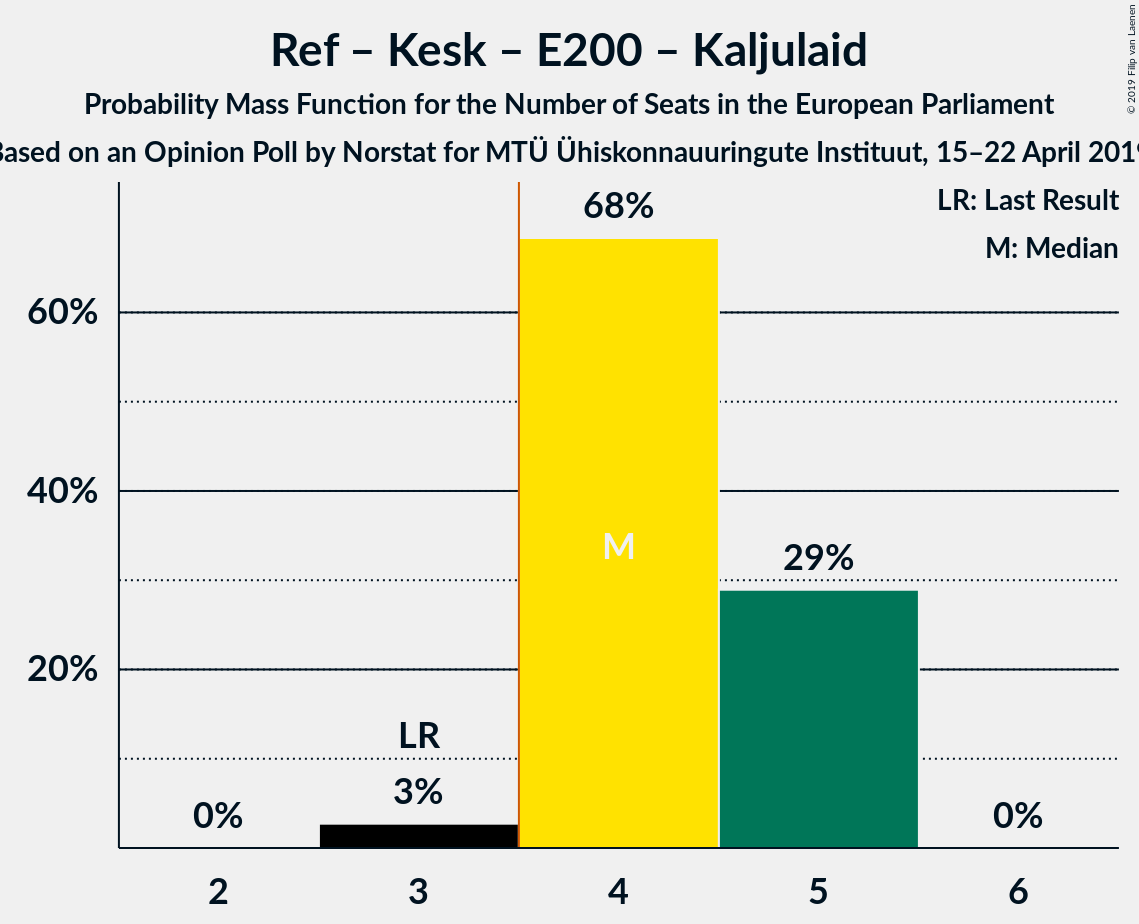 Ref – Kesk – E200 – Kaljulaid
Probability Mass Function for the Number of Seats in the European Parliament
Based on an Opinion Poll by Norstat for MTÜ Ühiskonnauuringute Instituut, 15–22 April 2019
© 2019 Filip van Laenen
LR: Last Result
M: Median
68%
60%
40%
M
29%
20%
LR
3%
0%
0%
2 3 4 5 6